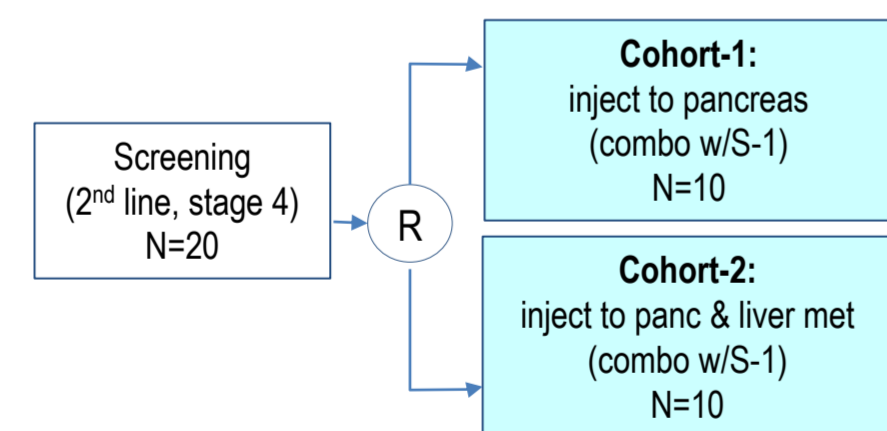 Screening
(2nd line, stage 4)
N=20
R
Cohort-1:
inject to pancreas
(combo w/S-1)
N=10
Cohort-2:
inject to panc & liver met
(combo w/S-1)
N=10